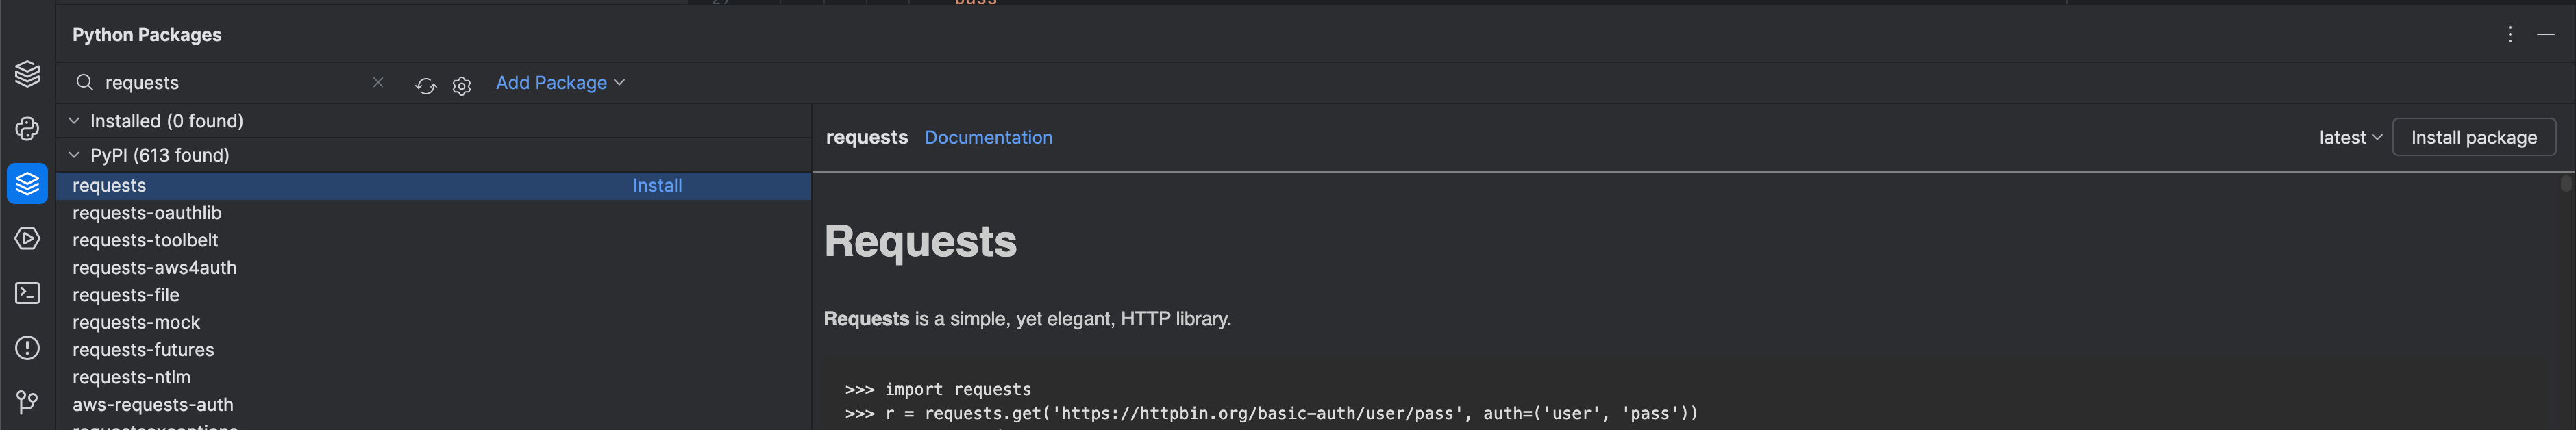 Python Packages
requests
Add Package
Installed (0 found)
PyPI (613 found)
requests Install
requests-oauthlib
requests-toolbelt
requests-aws4auth
requests-file
requests-mock
requests-futures
requests-ntlm
aws-requests-auth
requests Documentation
latest
Install package
Requests
Requests is a simple, yet elegant, HTTP library.
>>> import requests
>>> r = requests.get('https://httpbin.org/basic-auth/user/pass', auth=('user', 'pass'))